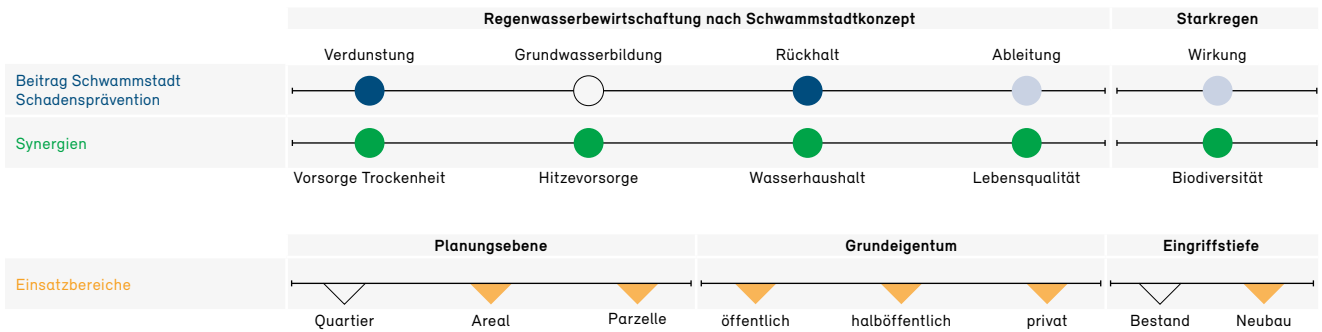 Regenwasserbewirtschaftung nach Schwammstadtkonzept
Starkregen
Verdunstung
Grundwasserbildung
Rückhalt
Ableitung
Wirkung
Beitrag Schwammstadt
Schadensprävention
Synergien
Vorsorge Trockenheit
Hitzevorsorge
Wasserhaushalt
Lebensqualität
Biodiversität
Planungsebene
Grundeigentum
Eingriffstiefe
Einsatzbereiche
Quartier
Areal
Parzelle
öffentlich
halböffentlich
privat
Bestand
Neubau